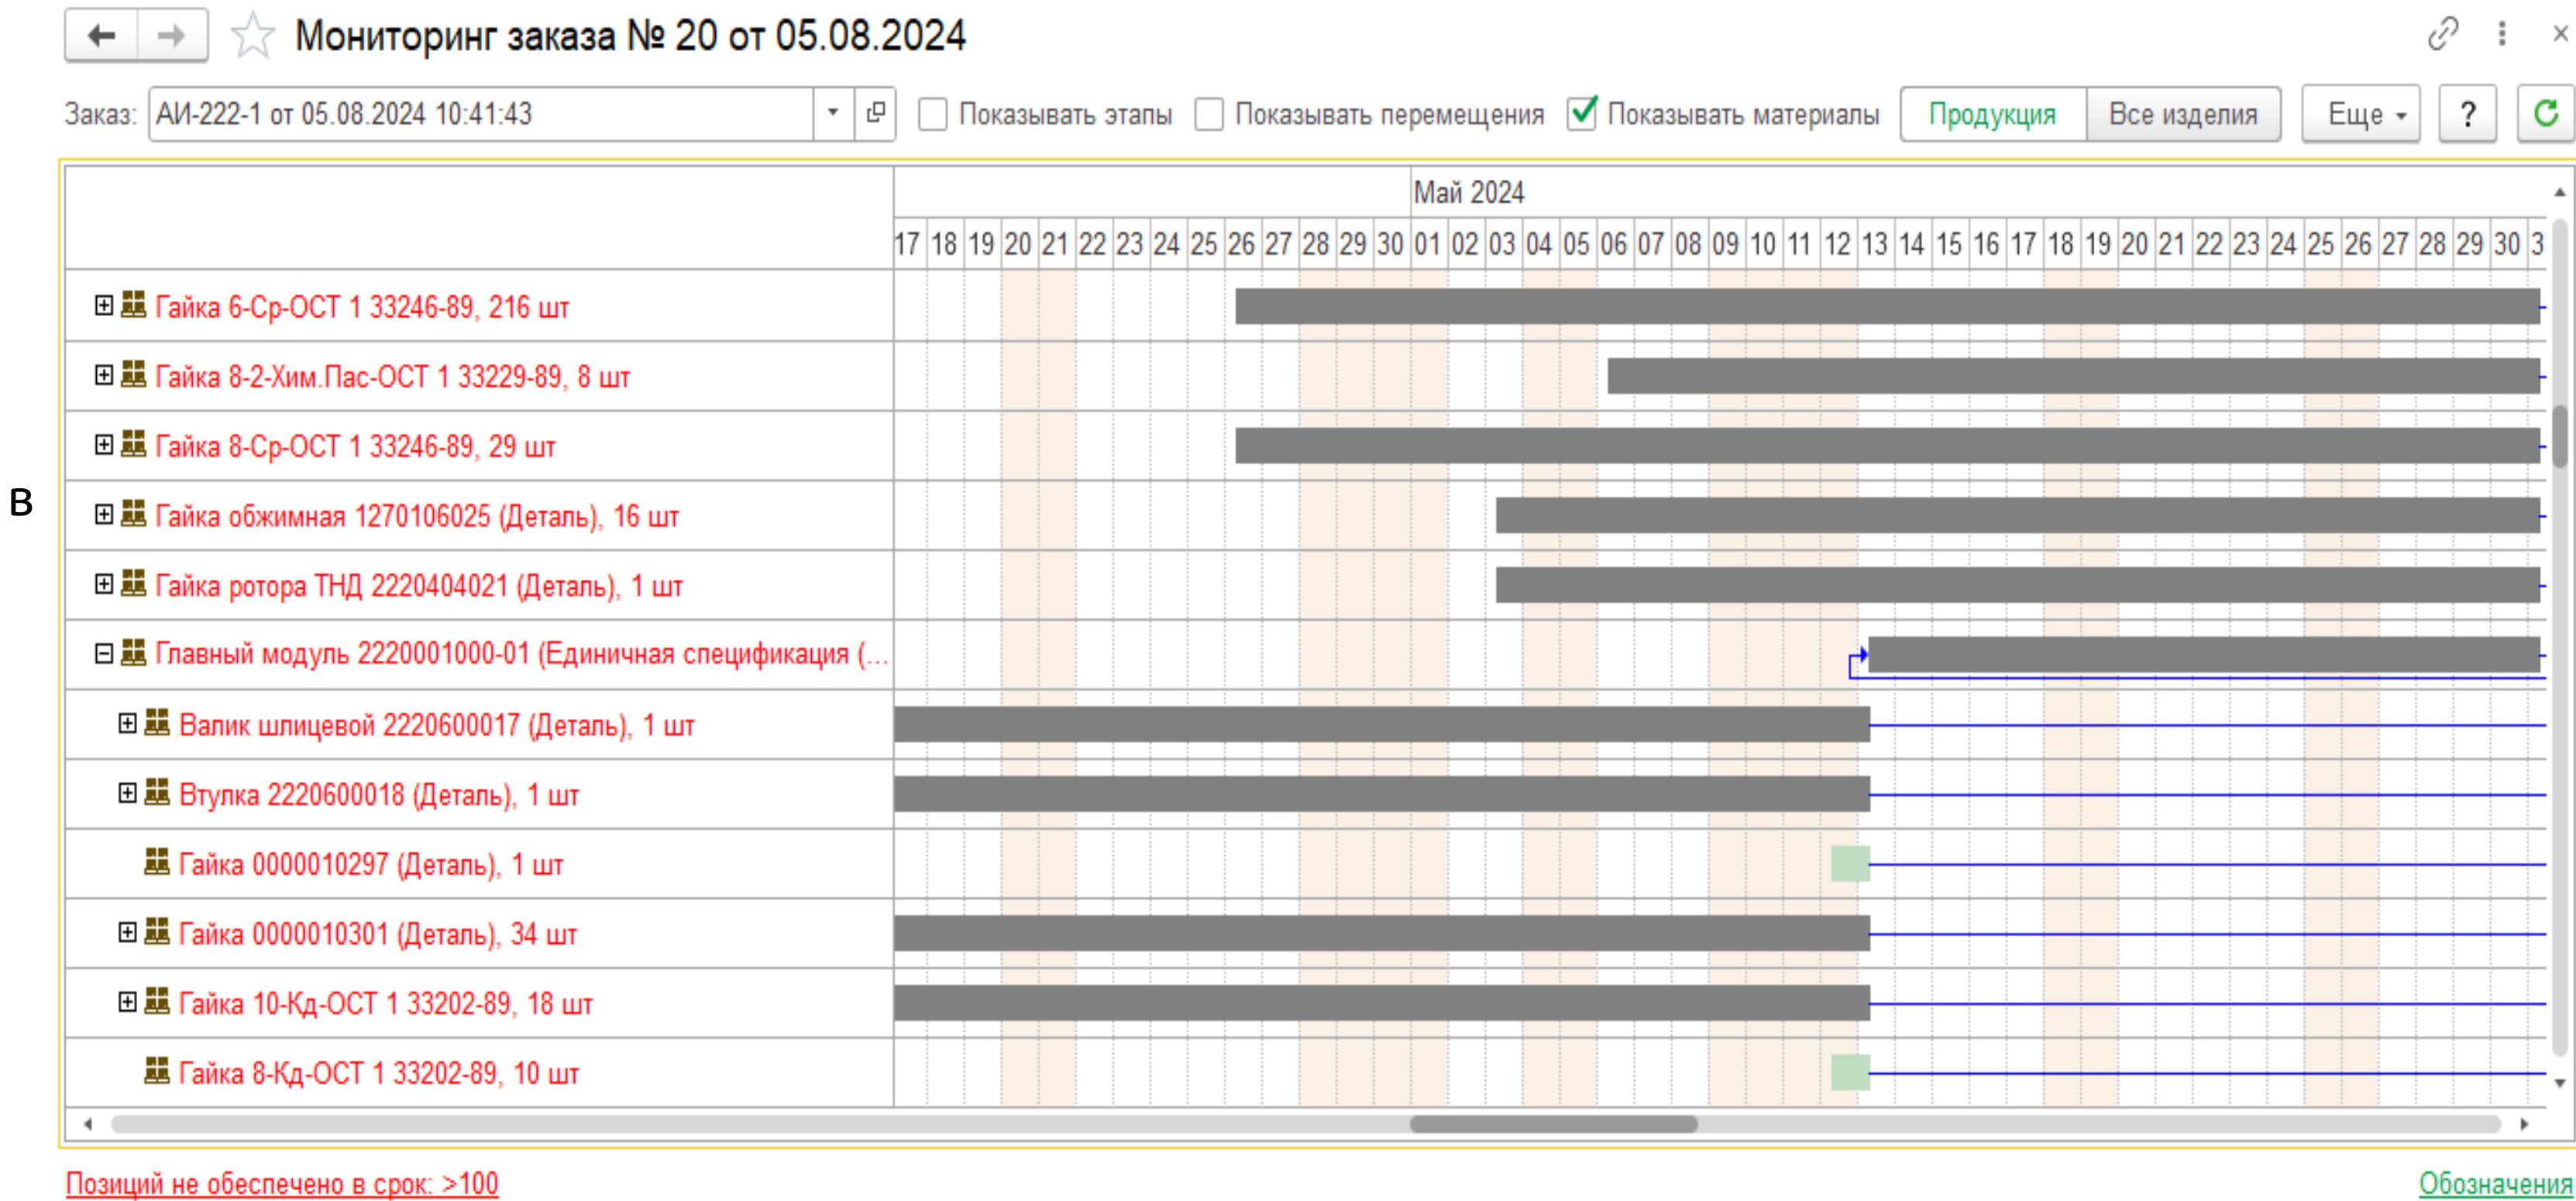 Мониторинг заказа № 20 от 05.08.2024
Заказ: АИ-222-1 от 05.08.2024 10:41:43 Показывать этапы Показывать перемещения Показывать материалы Продукция Все изделия Еще ?
Май 2024
17 18 19 20 21 22 23 24 25 26 27 28 29 30 01 02 03 04 05 06 07 08 09 10 11 12 13 14 15 16 17 18 19 20 21 22 23 24 25 26 27 28 29 30 3
Гайка 6-Ср-ОСТ 1 33246-89, 216 шт
Гайка 8-2-Хим.Пас-ОСТ 1 33229-89, 8 шт
Гайка 8-Ср-ОСТ 1 33246-89, 29 шт
в
Гайка обжимная 1270106025 (Деталь), 16 шт
Гайка ротора ТНД 2220404021 (Деталь), 1 шт
Главный модуль 2220001000-01 (Единичная спецификация (...
Валик шлицевой 2220600017 (Деталь), 1 шт
Втулка 2220600018 (Деталь), 1 шт
Гайка 0000010297 (Деталь), 1 шт
Гайка 0000010301 (Деталь), 34 шт
Гайка 10-Кд-ОСТ 1 33202-89, 18 шт
Гайка 8-Кд-ОСТ 1 33202-89, 10 шт
Позиций не обеспечено в срок: >100
Обозначения